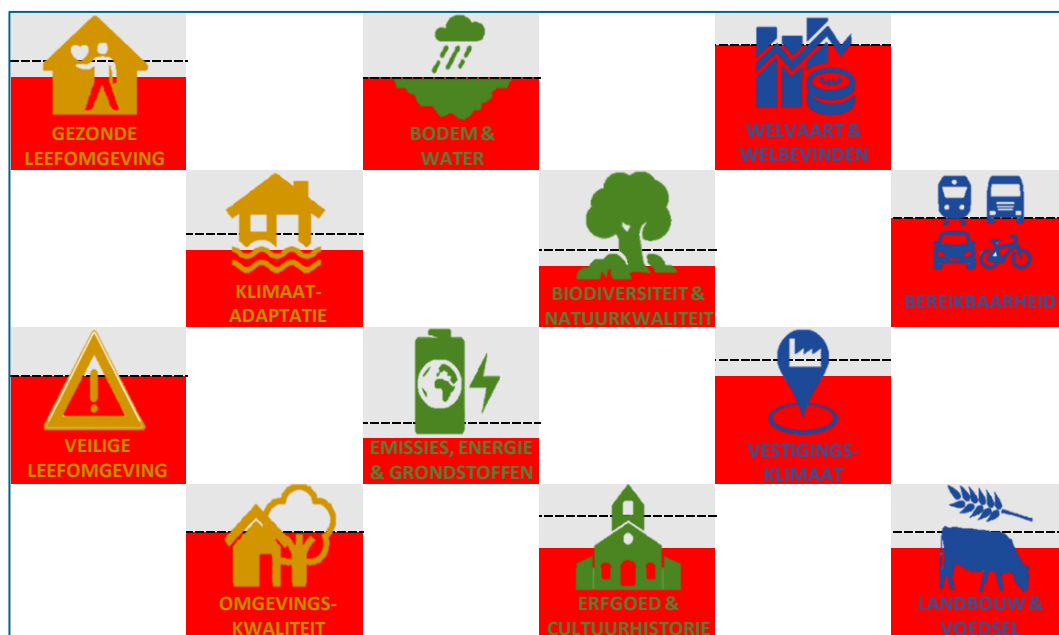 GEZONDE
LEEFOMGEVING
BODEM &
WATER
WELVAART &
WELBEVINDEN
KLIMAAT-
ADAPTATIE
BIODIVERSITEIT &
NATUURKWALITEIT
BEREIKBAARHEID
VEILIGE
LEEFOMGEVING
EMISSIES, ENERGIE
& GRONDSTOFFEN
VESTIGINGS-
KLIMAAT
OMGEVINGS-
KWALITEIT
ERFGOED &
CULTUURHISTORIE
LANDBOUW &
VOEDSEL